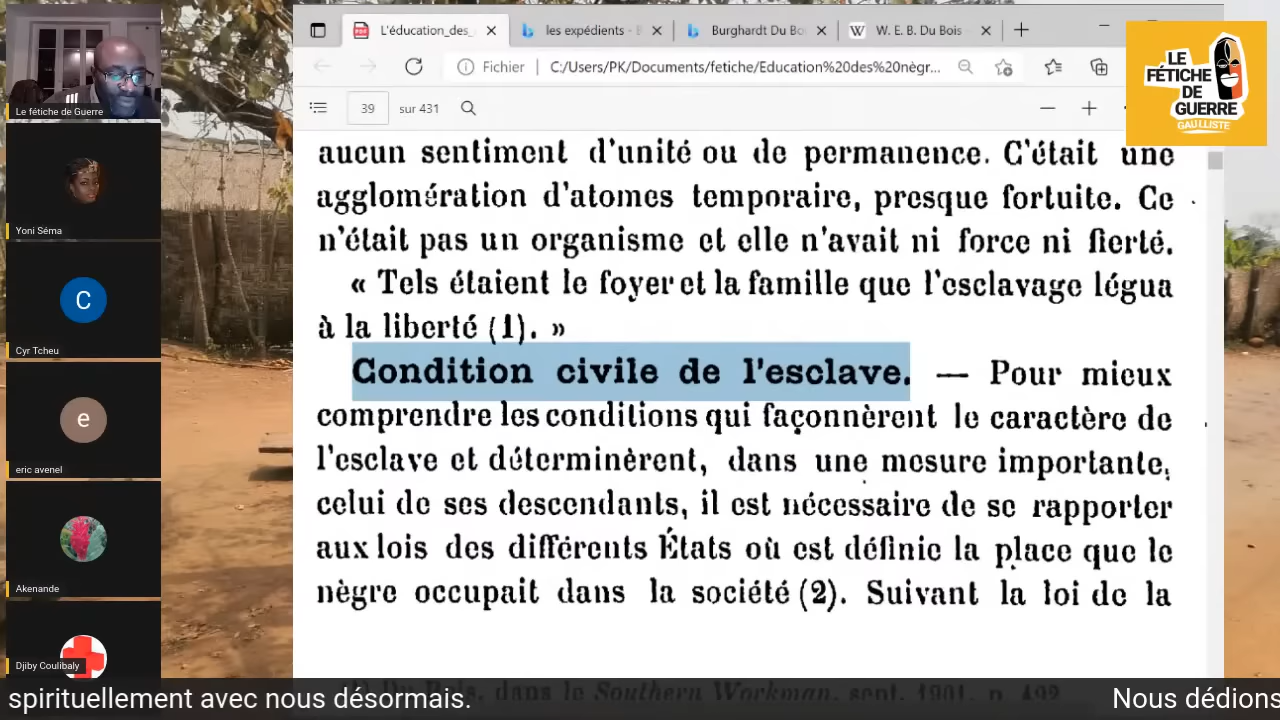 Le fétiche de Guerre
Yoni Séma
C
Cyr Tcheu
e
eric avenel
Akenande
Djiby Coulibaly
L'éducation_des_
les expédients - B
Burghardt Du Bo
W
W. E. B. Du Bois
Fichier
C:/Users/PK/Documents/fetiche/Education%20des%20nègr...
39
sur 431
LE
FÉTICHE
DE
GUERRE
GAULLISTE
aucun sentiment d'unité ou de permanence. C'était une
agglomération d'atomes temporaire, presque fortuite. Ce
n'était pas un organisme et elle n'avait ni force ni fierté.
« Tels étaient le foyer et la famille que l'esclavage légua
à la liberté (1). »
Condition civile de l'esclave. — Pour mieux
comprendre les conditions qui façonnèrent le caractère de
l'esclave et déterminèrent, dans une mesure importante,
celui de ses descendants, il est nécessaire de se rapporter
aux lois des différents États où est définie la place que le
nègre occupait dans la société (2). Suivant la loi de la
(1) Du Bois, dans le Southern Workman, sept. 1901, p. 492
spirituellement avec nous désormais.
Nous dédions